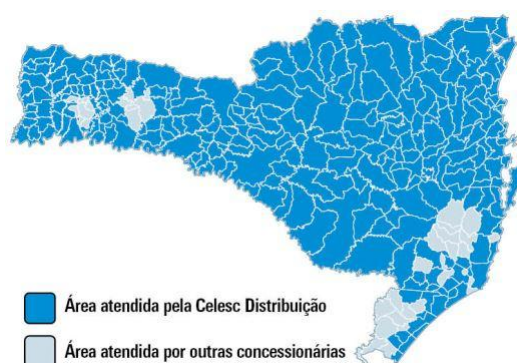 Área atendida pela Celesc Distribuição
Área atendida por outras concessionárias